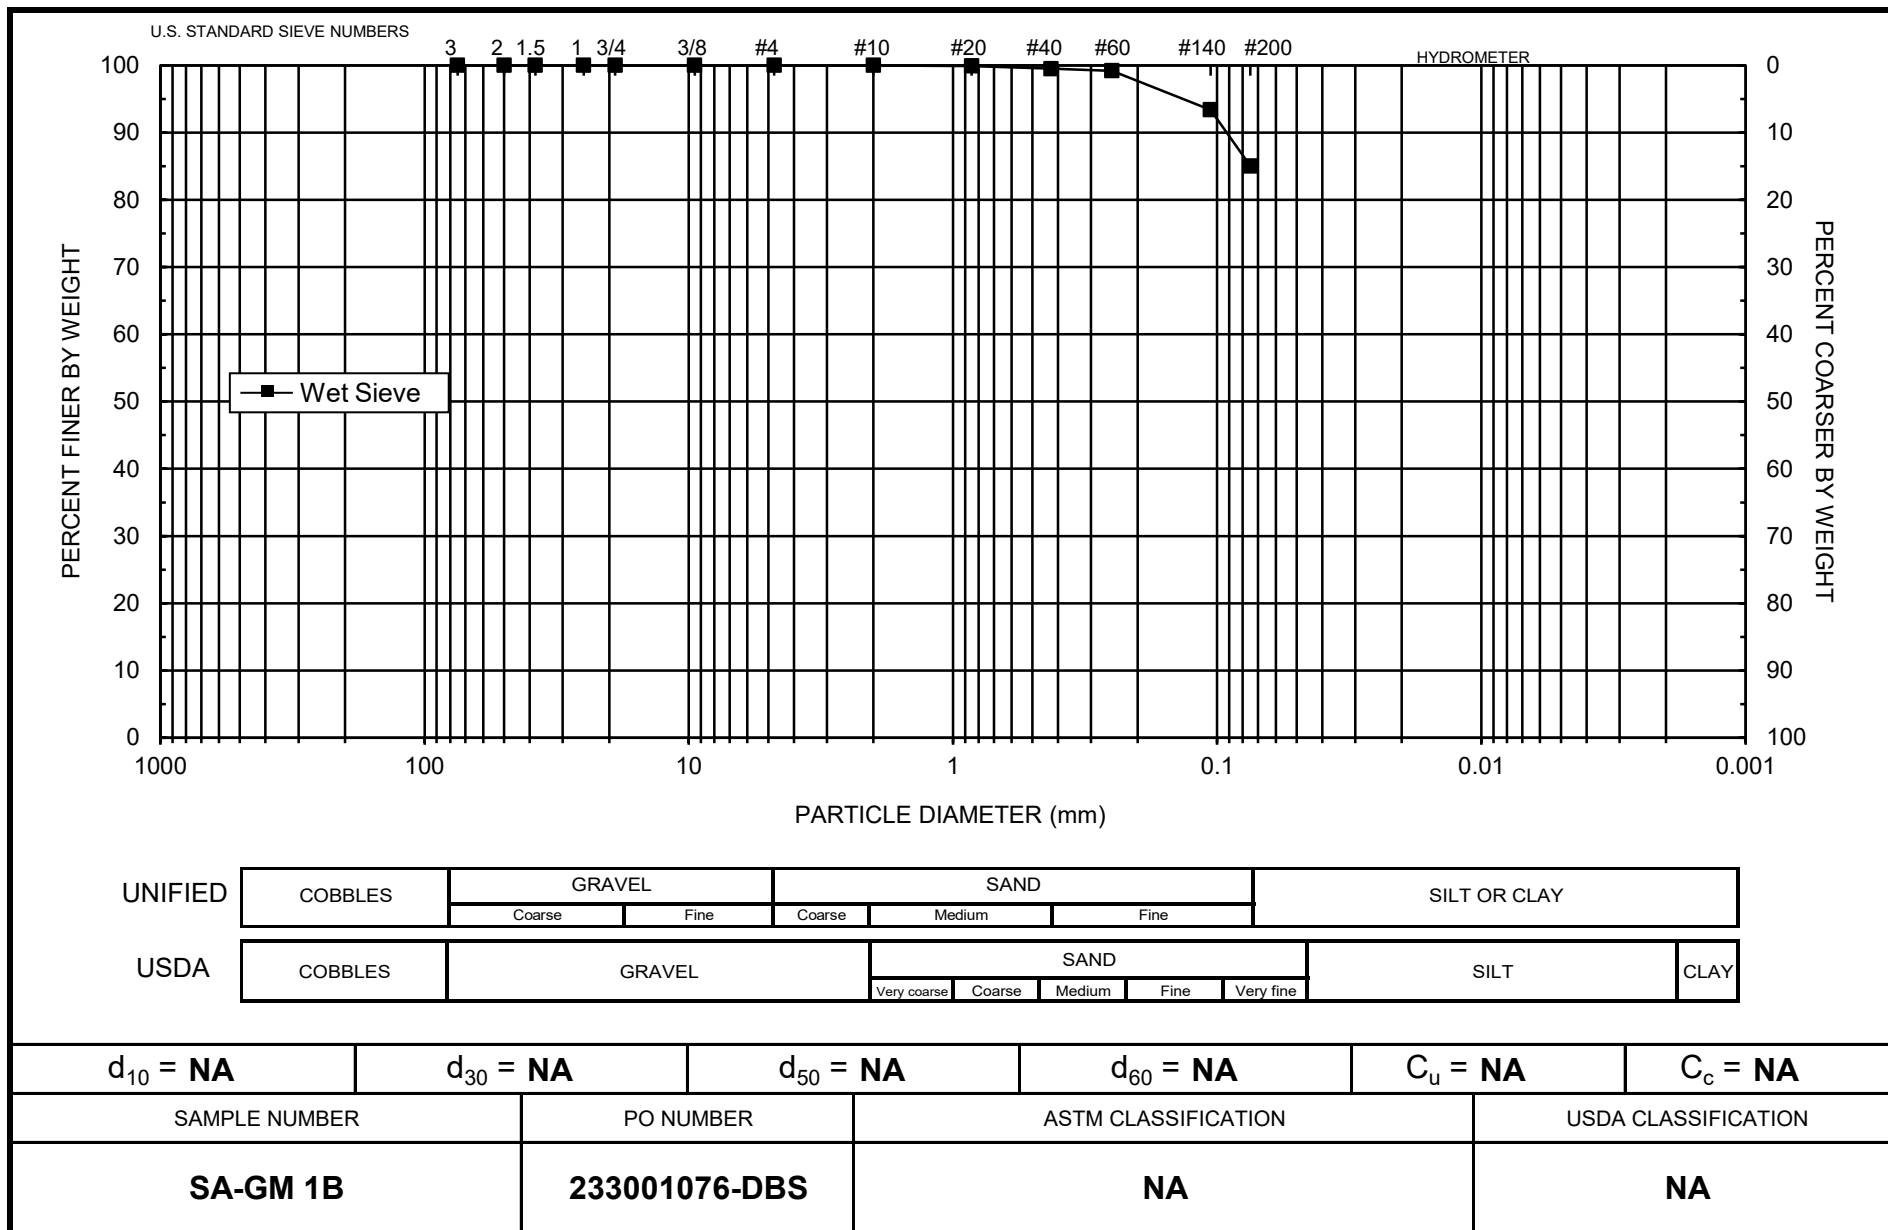 U.S. STANDARD SIEVE NUMBERS
3 2 1.5 1 3/4 3/8 #4 #10 #20 #40 #60 #140 #200
HYDROMETER
100 0
90 10
80 20
70 30
60 40
50 50
40 60
30 70
20 80
10 90
0 100
PERCENT FINER BY WEIGHT
PERCENT COARSER BY WEIGHT
Wet Sieve
1000 100 10 1 0.1 0.01 0.001
PARTICLE DIAMETER (mm)
UNIFIED COBBLES GRAVEL SAND SILT OR CLAY
Coarse Fine Coarse Medium Fine
USDA COBBLES GRAVEL SAND SILT CLAY
Very coarse Coarse Medium Fine Very fine
d10 = NA d30 = NA d50 = NA d60 = NA Cu = NA Cc = NA
SAMPLE NUMBER PO NUMBER ASTM CLASSIFICATION USDA CLASSIFICATION
SA-GM 1B 233001076-DBS NA NA